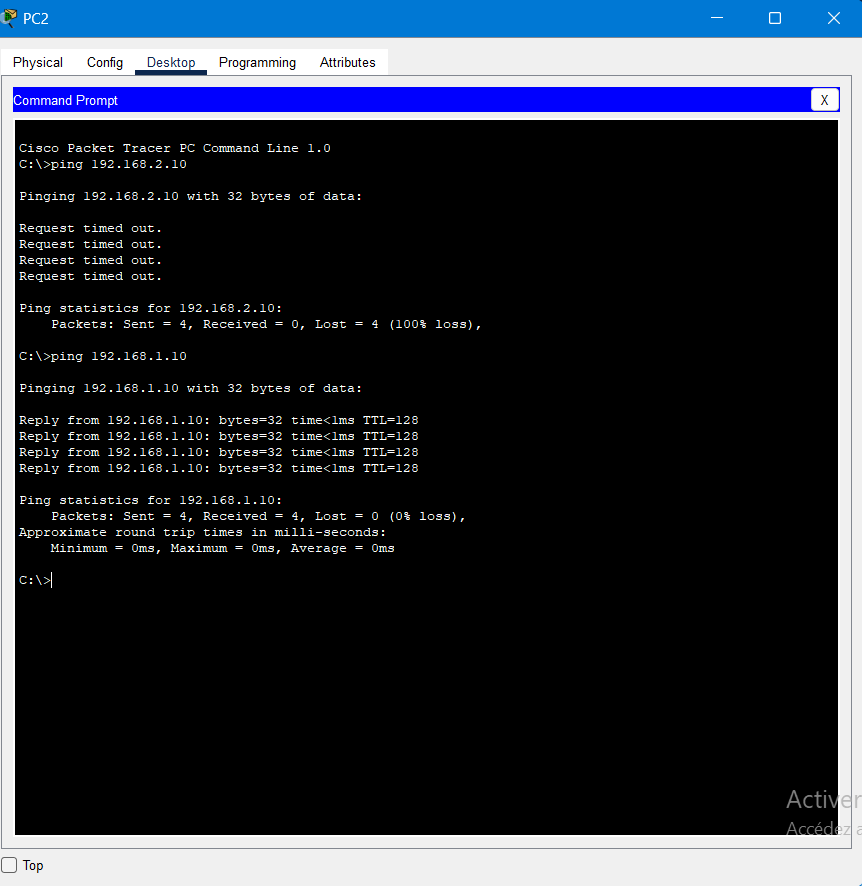 PC2
Physical Config Desktop Programming Attributes
Command Prompt
X
Cisco Packet Tracer PC Command Line 1.0
C:\>ping 192.168.2.10
Pinging 192.168.2.10 with 32 bytes of data:
Request timed out.
Request timed out.
Request timed out.
Request timed out.
Ping statistics for 192.168.2.10:
    Packets: Sent = 4, Received = 0, Lost = 4 (100% loss),
C:\>ping 192.168.1.10
Pinging 192.168.1.10 with 32 bytes of data:
Reply from 192.168.1.10: bytes=32 time<1ms TTL=128
Reply from 192.168.1.10: bytes=32 time<1ms TTL=128
Reply from 192.168.1.10: bytes=32 time<1ms TTL=128
Reply from 192.168.1.10: bytes=32 time<1ms TTL=128
Ping statistics for 192.168.1.10:
    Packets: Sent = 4, Received = 4, Lost = 0 (0% loss),
Approximate round trip times in milli-seconds:
    Minimum = 0ms, Maximum = 0ms, Average = 0ms
C:\>
Activer
Accédez a
Top